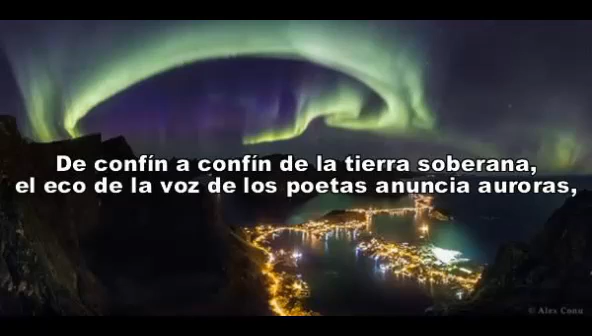 De confín a confín de la tierra soberana,
el eco de la voz de los poetas anuncia auroras,
© Alex Conu